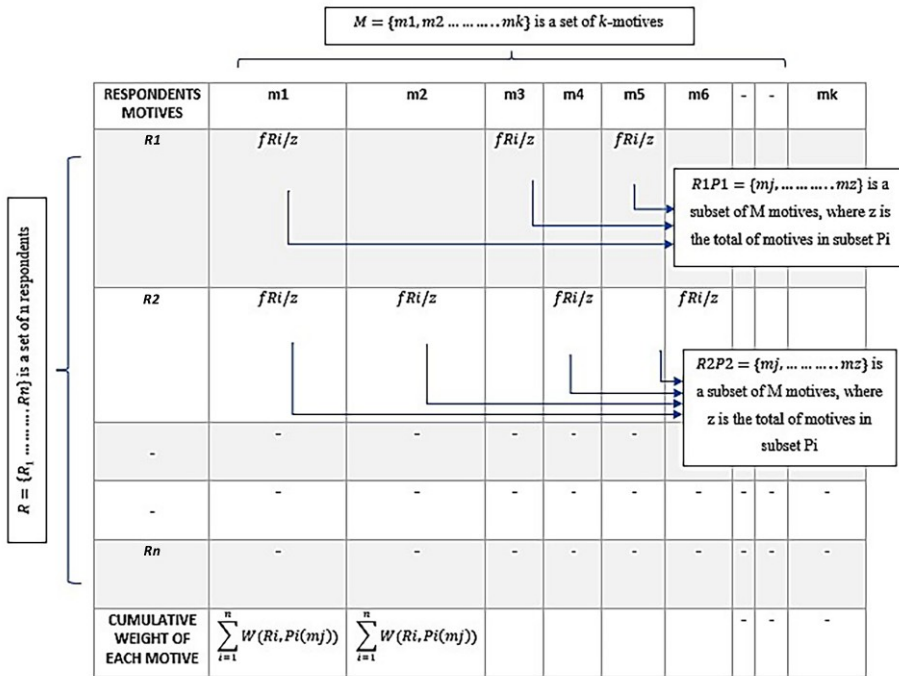 M = {m1, m2 ………..mk} is a set of k-motives
RESPONDENTS MOTIVES m1 m2 m3 m4 m5 m6 - - mk
R1 fRi/z fRi/z fRi/z
R1P1 = {mj, ……….. mz} is a
subset of M motives, where z is
the total of motives in subset Pi
R = {R₁ ………. Rn} is a set of n respondents
R2 fRi/z fRi/z fRi/z fRi/z
R2P2 = {mj, ……….. mz} is
a subset of M motives, where
z is the total of motives in
subset Pi
- - - - - - -
- - - - - - - - - -
Rn - - - - - - - - -
CUMULATIVE
WEIGHT OF
EACH MOTIVE
n
∑ W(Ri, Pi(mj))
i=1
n
∑ W(Ri, Pi(mj))
i=1
- - -